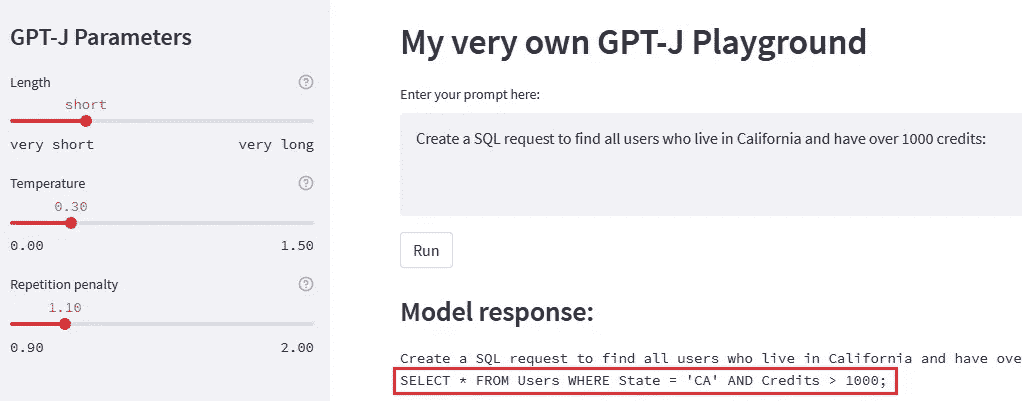 GPT-J Parameters
Length
short
very short very long
Temperature
0.30
0.00 1.50
Repetition penalty
1.10
0.90 2.00
My very own GPT-J Playground
Enter your prompt here:
Create a SQL request to find all users who live in California and have over 1000 credits:
Run
Model response:
Create a SQL request to find all users who live in California and have ove
SELECT * FROM Users WHERE State = 'CA' AND Credits > 1000;